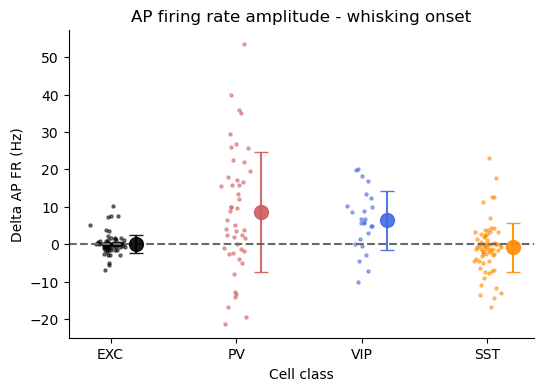 AP firing rate amplitude - whisking onset
Delta AP FR (Hz)
50
40
30
20
10
0
−10
−20
EXC
PV
VIP
SST
Cell class